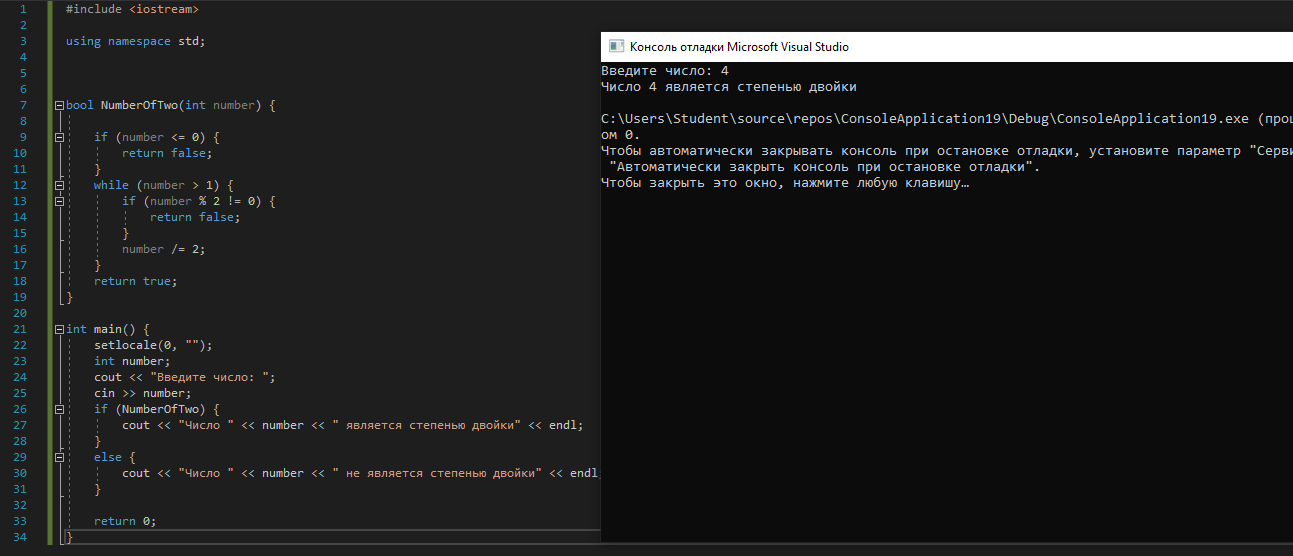 1 #include <iostream>
2
3 using namespace std;
4
5
6
7 bool NumberOfTwo(int number) {
8
9 if (number <= 0) {
10 return false;
11 }
12 while (number > 1) {
13 if (number % 2 != 0) {
14 return false;
15 }
16 number /= 2;
17 }
18 return true;
19 }
20
21 int main() {
22 setlocale(0, "");
23 int number;
24 cout << "Введите число: ";
25 cin >> number;
26 if (NumberOfTwo) {
27 cout << "Число " << number << " является степенью двойки" << endl;
28 }
29 else {
30 cout << "Число " << number << " не является степенью двойки" << endl
31 }
32
33 return 0;
34 }
Консоль отладки Microsoft Visual Studio
Введите число: 4
Число 4 является степенью двойки
C:\Users\Student\source\repos\ConsoleApplication19\Debug\ConsoleApplication19.exe (проц
ом 0.
Чтобы автоматически закрывать консоль при остановке отладки, установите параметр "Серви
"Автоматически закрыть консоль при остановке отладки".
Чтобы закрыть это окно, нажмите любую клавишу…